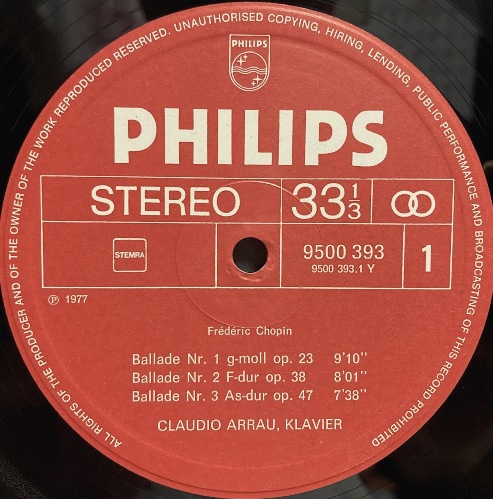 ALL RIGHTS OF THE PRODUCER AND OF THE OWNER OF THE WORK REPRODUCED RESERVED. UNAUTHORISED COPYING, HIRING, LENDING, PUBLIC PERFORMANCE AND BROADCASTING OF THIS RECORD PROHIBITED
PHILIPS
PHILIPS
STEREO 33 1/3
STEMRA 9500 393 1
9500 393.1 Y
Ⓟ 1977
Frédéric Chopin
Ballade Nr. 1 g-moll op. 23 9'10"
Ballade Nr. 2 F-dur op. 38 8'01"
Ballade Nr. 3 As-dur op. 47 7'38"
CLAUDIO ARRAU, KLAVIER